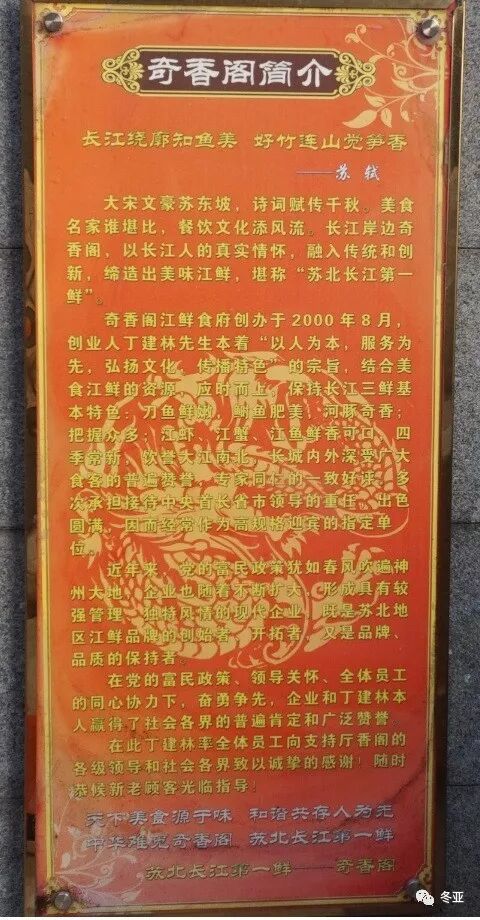 奇香阁简介
长江绕廓知鱼美 好竹连山觉笋香
——苏 轼
大宋文豪苏东坡，诗词赋传千秋。美食
名家谁堪比，餐饮文化添风流。长江岸边奇
香阁，以长江人的真实情怀，融入传统和创
新，缔造出美味江鲜，堪称“苏北长江第一
鲜”。
奇香阁江鲜食府创办于2000年8月，
创业人丁建林先生本着“以人为本，服务为
先，弘扬文化，传播特色”的宗旨，结合美
食江鲜的资源，应时而上，保持长江三鲜基
本特色：刀鱼鲜嫩，鲥鱼肥美，河豚奇香；
把握众多：江虾、江蟹、江鱼鲜香可口，四
季常新，饮誉大江南北，长城内外深受广大
食客的普遍赞誉，专家同行的一致好评，多
次承担接待中央首长省市领导的重任，出色
圆满，因而经常作为高规格迎宾的指定单
位。
近年来，党的富民政策犹如春风吹遍神
州大地，企业也随着不断扩大，形成具有较
强管理、独特风情的现代企业，既是苏北地
区江鲜品牌的创始者、开拓者，又是品牌、
品质的保持者。
在党的富民政策、领导关怀、全体员工
的同心协力下，奋勇争先，企业和丁建林本
人赢得了社会各界的普遍肯定和广泛赞誉。
在此丁建林率全体员工向支持厅香阁的
各级领导和社会各界致以诚挚的感谢！随时
恭候新老顾客光临指导！
天下美食源于味 和谐共存人为先
中华难觅奇香阁 苏北长江第一鲜
苏北长江第一鲜——奇香阁
冬亚